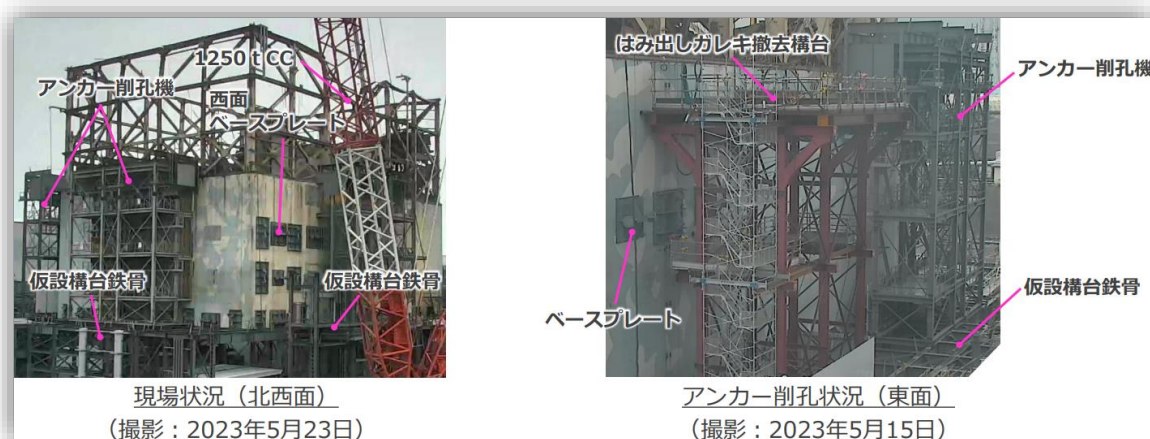 1250ｔCC
アンカー削孔機
西面
ベースプレート
仮設構台鉄骨
仮設構台鉄骨
現場状況（北西面）
（撮影：2023年5月23日）
はみ出しガレキ撤去構台
アンカー削孔機
ベースプレート
仮設構台鉄骨
アンカー削孔状況（東面）
（撮影：2023年5月15日）